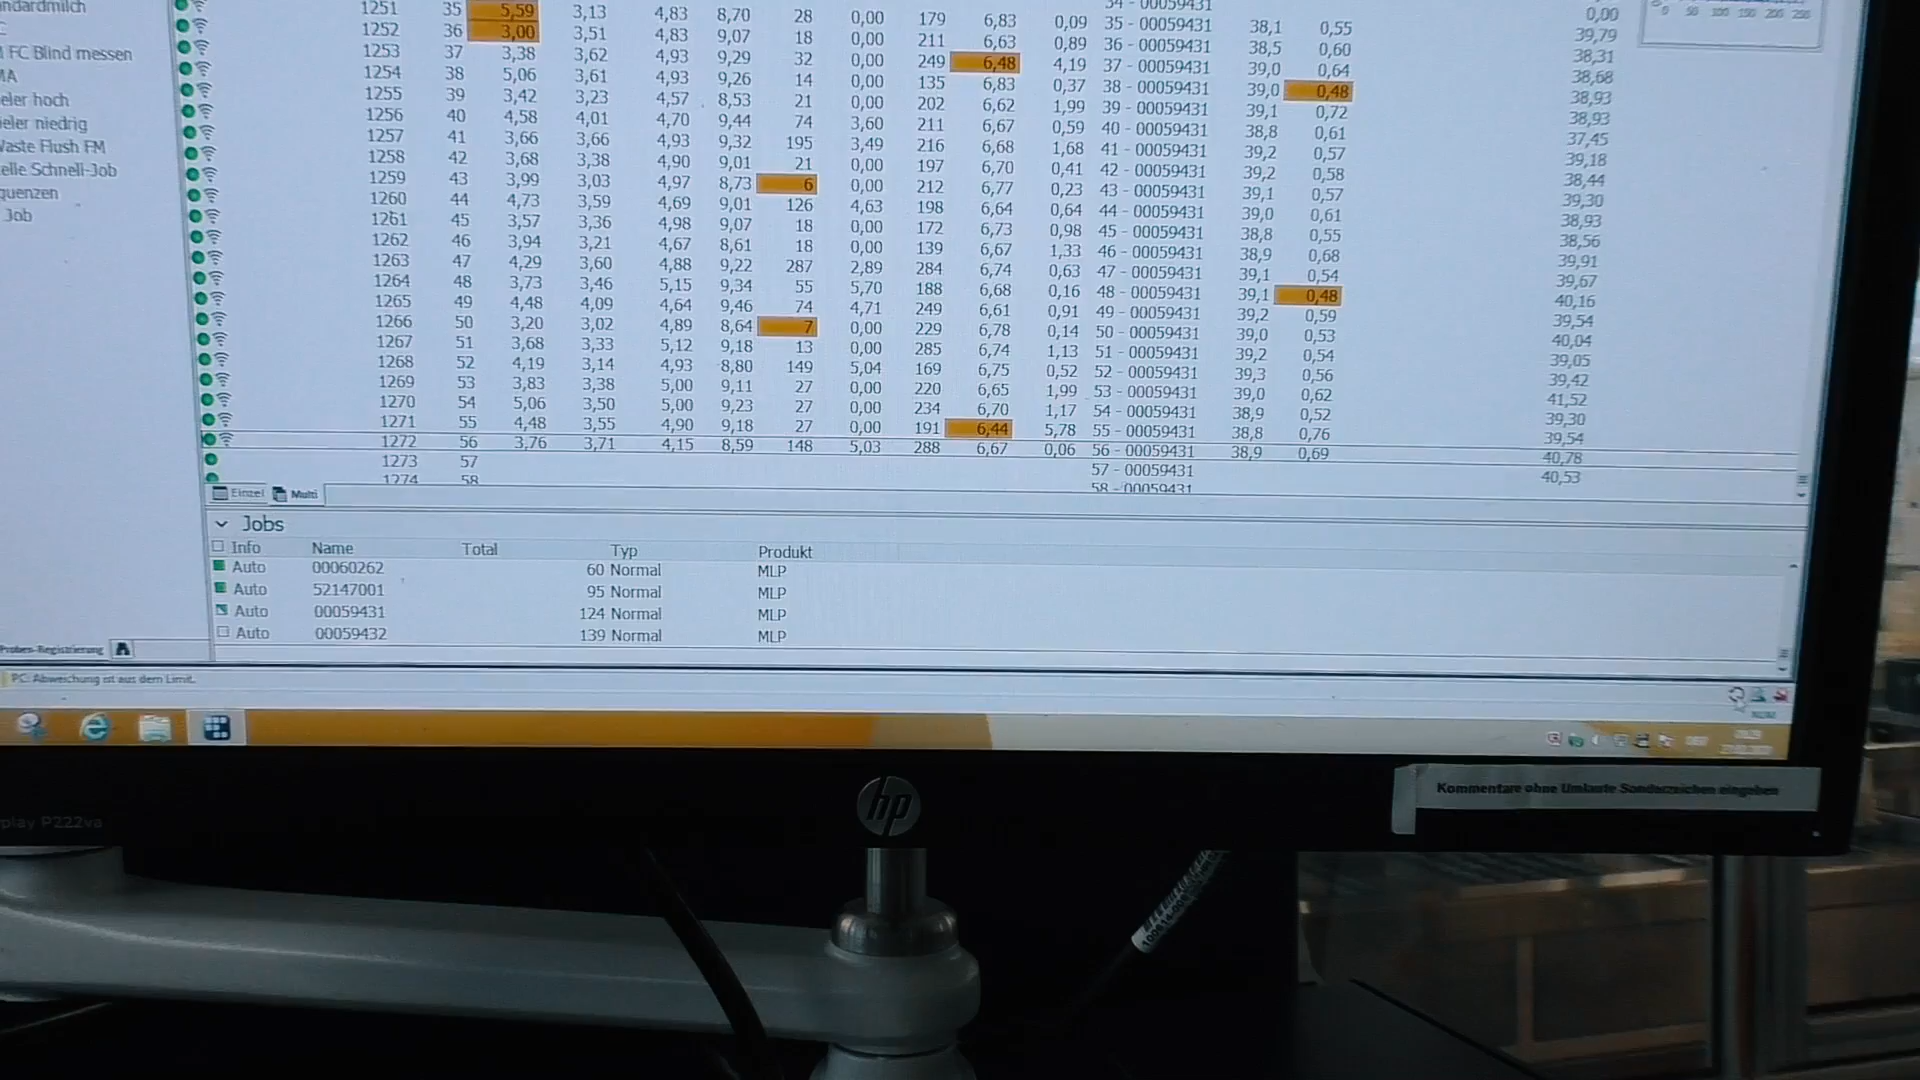 34 - 00059431 0,00
1251 35 5,59 3,13 4,83 8,70 28 0,00 179 6,83 0,09 35 - 00059431 38,1 0,55 39,79
1252 36 3,00 3,51 4,83 9,07 18 0,00 211 6,63 0,89 36 - 00059431 38,5 0,60 38,31
1253 37 3,38 3,62 4,93 9,29 32 0,00 249 6,48 4,19 37 - 00059431 39,0 0,64 38,68
1254 38 5,06 3,61 4,93 9,26 14 0,00 135 6,83 0,37 38 - 00059431 39,0 0,48 38,93
1255 39 3,42 3,23 4,57 8,53 21 0,00 202 6,62 1,99 39 - 00059431 39,1 0,72 38,93
1256 40 4,58 4,01 4,70 9,44 74 3,60 211 6,67 0,59 40 - 00059431 38,8 0,61 37,45
1257 41 3,66 3,66 4,93 9,32 195 3,49 216 6,68 1,68 41 - 00059431 39,2 0,57 39,18
1258 42 3,68 3,38 4,90 9,01 21 0,00 197 6,70 0,41 42 - 00059431 39,2 0,58 38,44
1259 43 3,99 3,03 4,97 8,73 6 0,00 212 6,77 0,23 43 - 00059431 39,1 0,57 39,30
1260 44 4,73 3,59 4,69 9,01 126 4,63 198 6,64 0,64 44 - 00059431 39,0 0,61 38,93
1261 45 3,57 3,36 4,98 9,07 18 0,00 172 6,73 0,98 45 - 00059431 38,8 0,55 38,56
1262 46 3,94 3,21 4,67 8,61 18 0,00 139 6,67 1,33 46 - 00059431 38,9 0,68 39,91
1263 47 4,29 3,60 4,88 9,22 287 2,89 284 6,74 0,63 47 - 00059431 39,1 0,54 39,67
1264 48 3,73 3,46 5,15 9,34 55 5,70 188 6,68 0,16 48 - 00059431 39,1 0,48 40,16
1265 49 4,48 4,09 4,64 9,46 74 4,71 249 6,61 0,91 49 - 00059431 39,2 0,59 39,54
1266 50 3,20 3,02 4,89 8,64 7 0,00 229 6,78 0,14 50 - 00059431 39,0 0,53 40,04
1267 51 3,68 3,33 5,12 9,18 13 0,00 285 6,74 1,13 51 - 00059431 39,2 0,54 39,05
1268 52 4,19 3,14 4,93 8,80 149 5,04 169 6,75 0,52 52 - 00059431 39,3 0,56 39,42
1269 53 3,83 3,38 5,00 9,11 27 0,00 220 6,65 1,99 53 - 00059431 39,0 0,62 41,52
1270 54 5,06 3,50 5,00 9,23 27 0,00 234 6,70 1,17 54 - 00059431 38,9 0,52 39,30
1271 55 4,48 3,55 4,90 9,18 27 0,00 191 6,44 5,78 55 - 00059431 38,8 0,76 39,54
1272 56 3,76 3,71 4,15 8,59 148 5,03 288 6,67 0,06 56 - 00059431 38,9 0,69 40,78
1273 57 57 - 00059431 40,53
1274 58 58 - 00059431
0 50 100 150 200 250
ndardmilch
FC Blind messen
MA
eler hoch
eler niedrig
Waste Flush FM
elle Schnell-Job
quenzen
Job
Einzel Multi
Jobs
Info Name Total Typ Produkt
Auto 00060262 60 Normal MLP
Auto 52147001 95 Normal MLP
Auto 00059431 124 Normal MLP
Auto 00059432 139 Normal MLP
Proben-Registrierung
PC: Abweichung ist aus dem Limit.
NUM
hp
play P222va
Kommentare ohne Umlaute Sonderzeichen eingeben